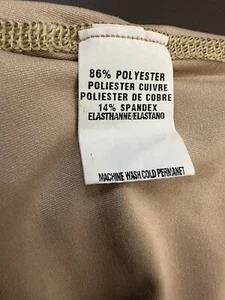 86% POLYESTER
POLIESTER CUIVRE
POLIESTER DE COBRE
14% SPANDEX
ELASTHANNE/ELASTANO
MACHINE WASH COLD PERMANET